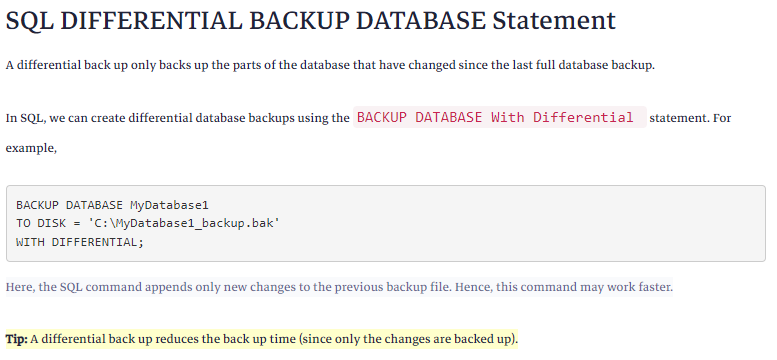 SQL DIFFERENTIAL BACKUP DATABASE Statement
A differential back up only backs up the parts of the database that have changed since the last full database backup.
In SQL, we can create differential database backups using the BACKUP DATABASE With Differential statement. For
example,
BACKUP DATABASE MyDatabase1
TO DISK = 'C:\MyDatabase1_backup.bak'
WITH DIFFERENTIAL;
Here, the SQL command appends only new changes to the previous backup file. Hence, this command may work faster.
Tip: A differential back up reduces the back up time (since only the changes are backed up).